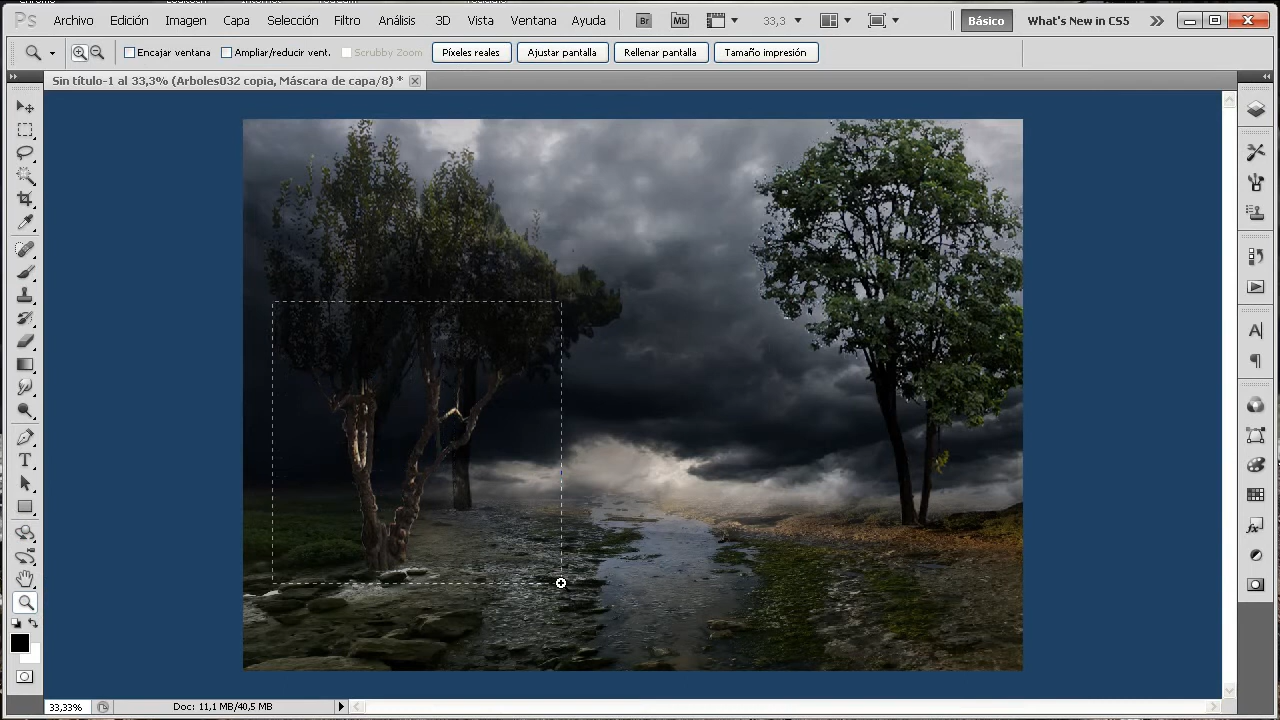 Ps Archivo Edición Imagen Capa Selección Filtro Análisis 3D Vista Ventana Ayuda Br Mb 33,3 Básico What's New in CS5
Encajar ventana Ampliar/reducir vent. Scrubby Zoom Píxeles reales Ajustar pantalla Rellenar pantalla Tamaño impresión
Sin título-1 al 33,3% (Arboles032 copia, Máscara de capa/8) *
T
A
fx
33,33% Doc: 11,1 MB/40,5 MB